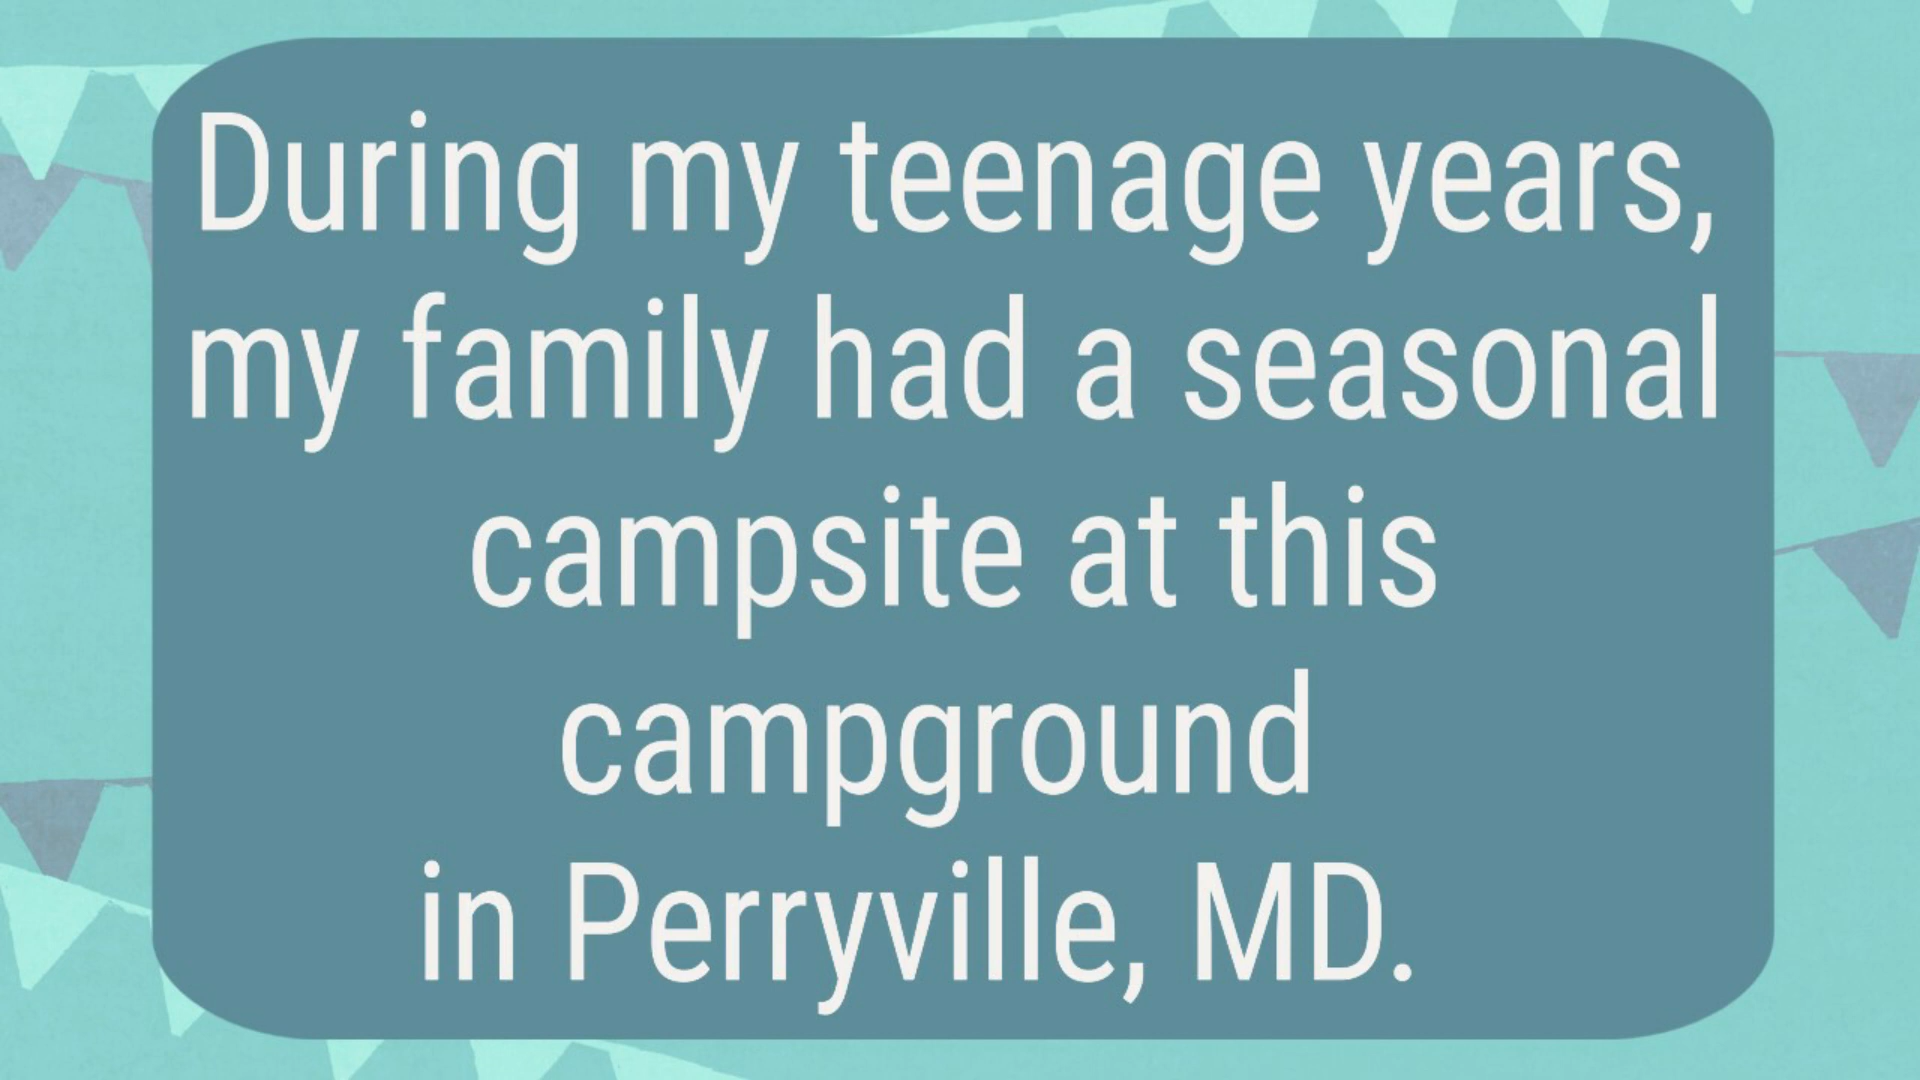 During my teenage years,
my family had a seasonal
campsite at this
campground
in Perryville, MD.